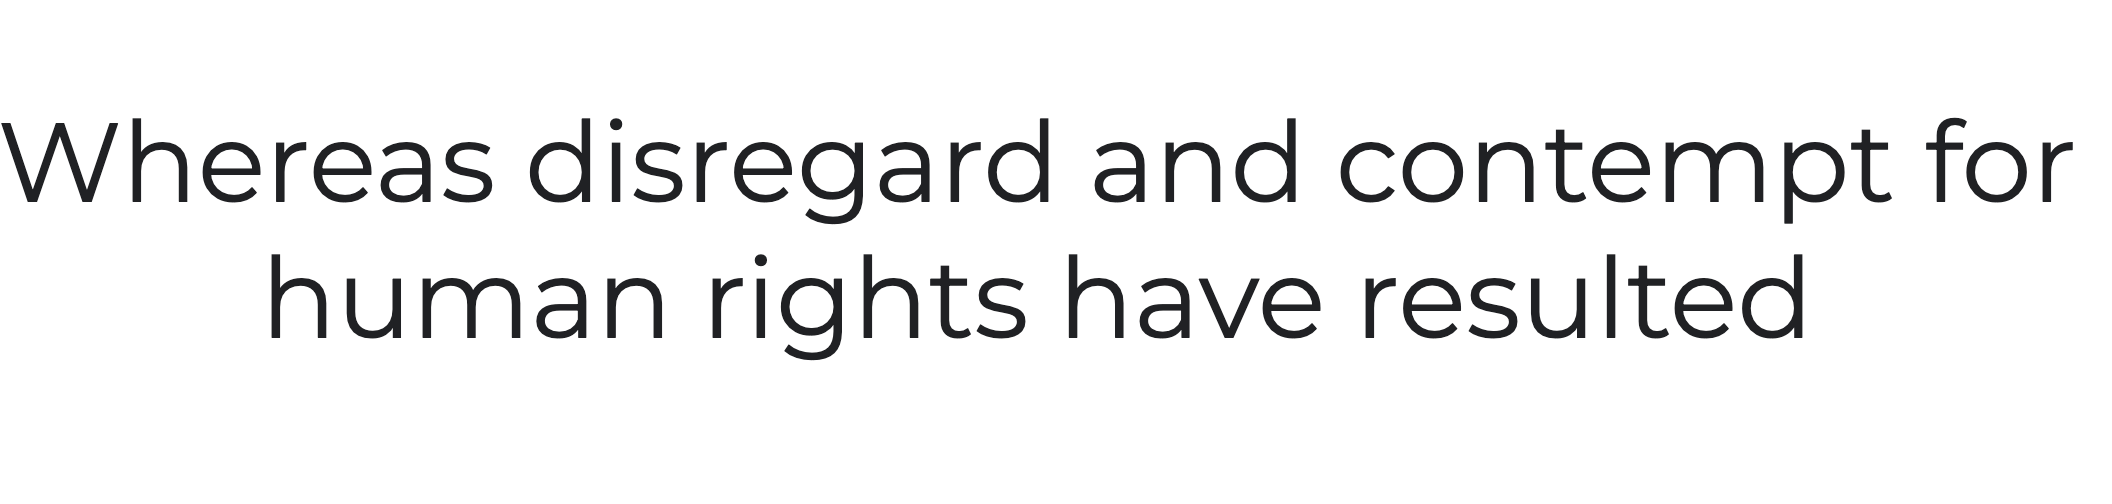 Whereas disregard and contempt for
human rights have resulted